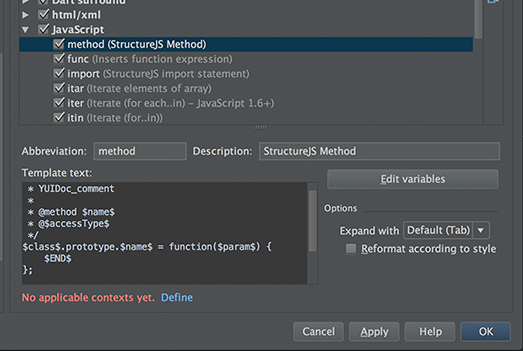 Dart surround
html/xml
JavaScript
method (StructureJS Method)
func (Inserts function expression)
import (StructureJS import statement)
itar (Iterate elements of array)
iter (Iterate (for each..in) – JavaScript 1.6+)
itin (Iterate (for..in))
Abbreviation: method Description: StructureJS Method
Template text:
* YUIDoc_comment
*
* @method $name$
* @$accessType$
*/
$class$.prototype.$name$ = function($param$) {
$END$
};
Edit variables
Options
Expand with Default (Tab)
Reformat according to style
No applicable contexts yet. Define
Cancel Apply Help OK